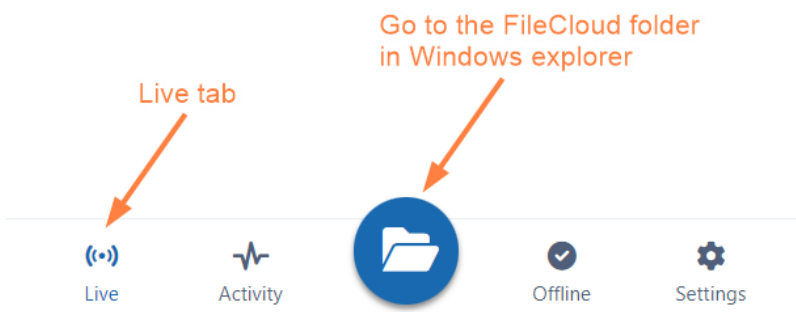 Go to the FileCloud folder
in Windows explorer
Live tab
Live
Activity
Offline
Settings